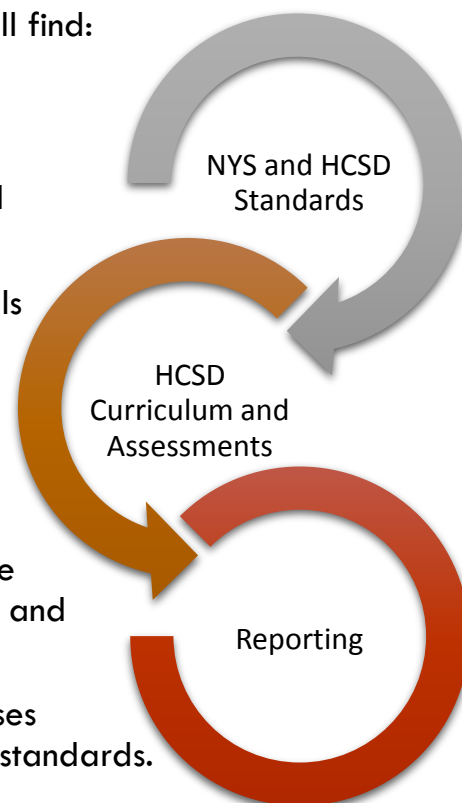 ll find:
l
ls
e
and
ses
standards.
NYS and HCSD
Standards
HCSD
Curriculum and
Assessments
Reporting